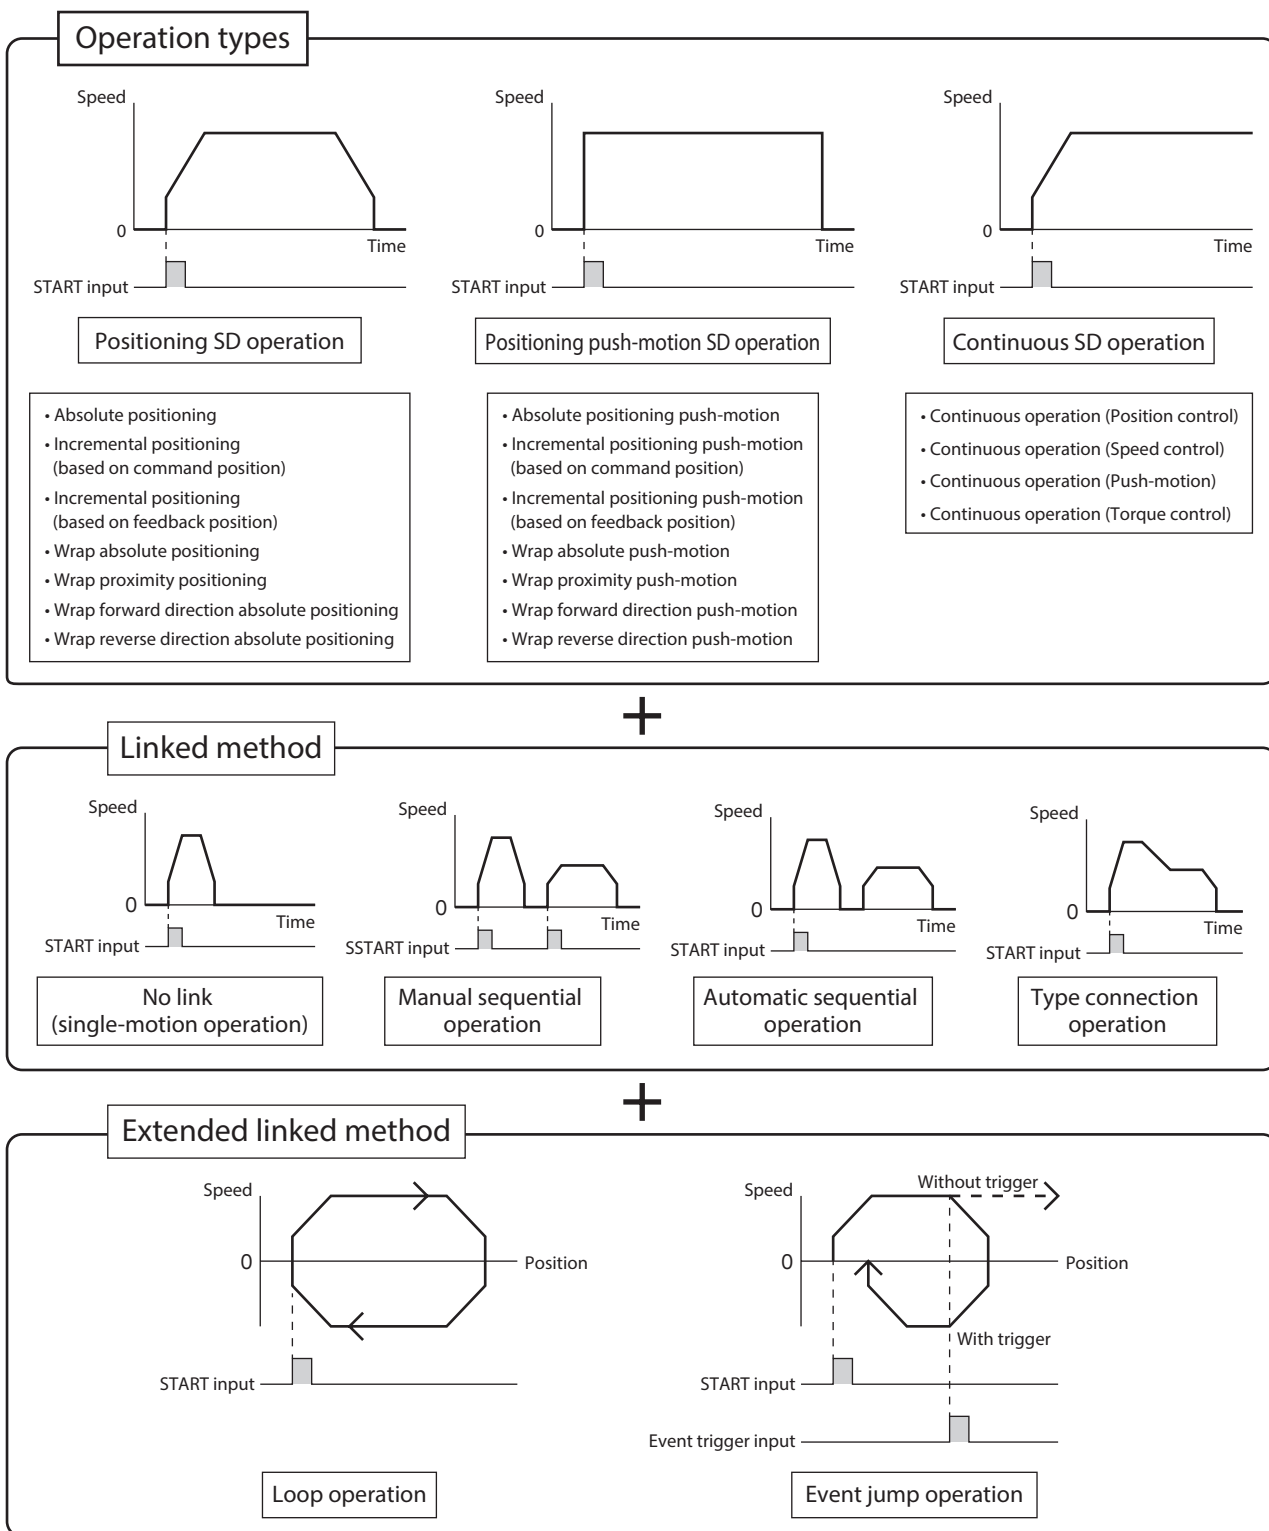 Operation types
Speed
0
Time
START input
Positioning SD operation
• Absolute positioning
• Incremental positioning
(based on command position)
• Incremental positioning
(based on feedback position)
• Wrap absolute positioning
• Wrap proximity positioning
• Wrap forward direction absolute positioning
• Wrap reverse direction absolute positioning
Speed
0
Time
START input
Positioning push-motion SD operation
• Absolute positioning push-motion
• Incremental positioning push-motion
(based on command position)
• Incremental positioning push-motion
(based on feedback position)
• Wrap absolute push-motion
• Wrap proximity push-motion
• Wrap forward direction push-motion
• Wrap reverse direction push-motion
Speed
0
Time
START input
Continuous SD operation
• Continuous operation (Position control)
• Continuous operation (Speed control)
• Continuous operation (Push-motion)
• Continuous operation (Torque control)
+
Linked method
Speed
0
Time
START input
No link
(single-motion operation)
Speed
0
Time
SSTART input
Manual sequential
operation
Speed
0
Time
START input
Automatic sequential
operation
Speed
0
Time
START input
Type connection
operation
+
Extended linked method
Speed
0
Position
START input
Loop operation
Speed
Without trigger
0
Position
With trigger
START input
Event trigger input
Event jump operation